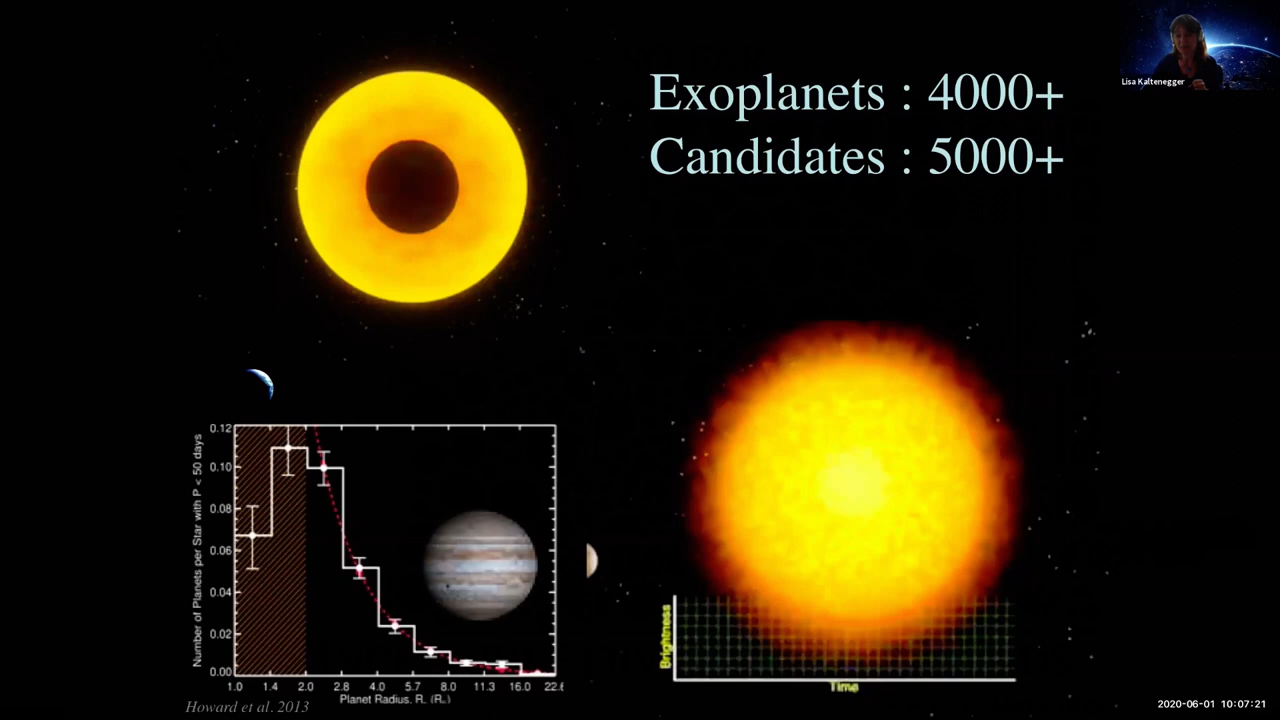 Exoplanets : 4000+
Candidates : 5000+
Lisa Kaltenegger
Number of Planets per Star with P < 50 days
0.12
0.10
0.08
0.06
0.04
0.02
0.00
1.0 1.4 2.0 2.8 4.0 5.7 8.0 11.3 16.0 22.6
Planet Radius, R
Howard et al. 2013
Brightness
Time
2020-06-01 10:07:21